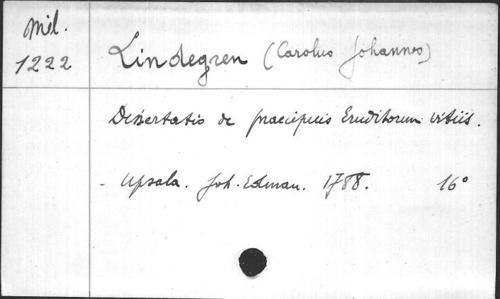 Mil.
1222
Lindegren (Carolus Johannes)
Dissertatio de praecipuis Eruditorum vitiis.
- Upsala. Joh. Edman. 1788. 16°